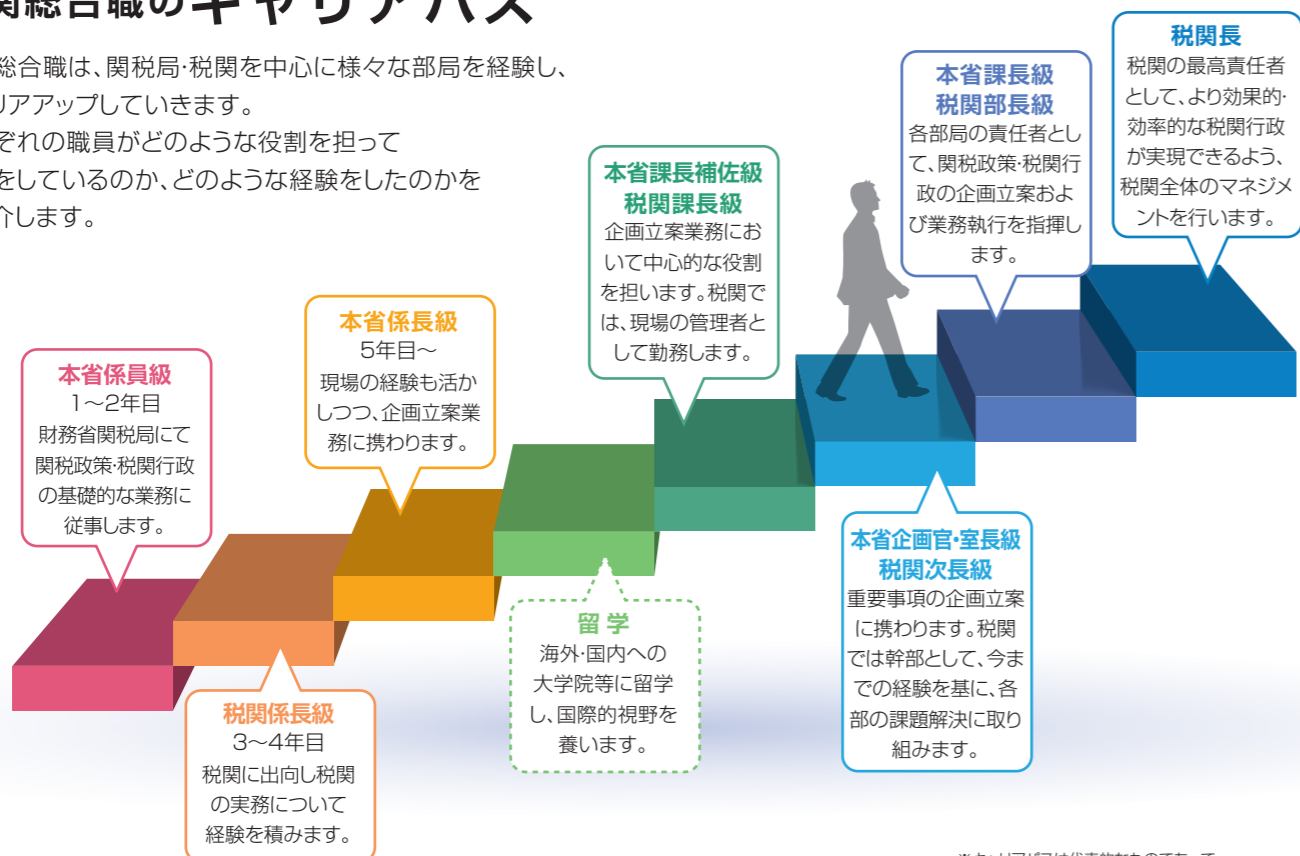 関総合職のキャリアパス
総合職は、関税局・税関を中心に様々な部局を経験し、
リアアップしていきます。
ぞれの職員がどのような役割を担って
をしているのか、どのような経験をしたのかを
介します。
本省係員級
1～2年目
財務省関税局にて
関税政策・税関行政
の基礎的な業務に
従事します。
税関係長級
3～4年目
税関に出向し税関
の実務について
経験を積みます。
本省係長級
5年目～
現場の経験も活か
しつつ、企画立案業
務に携わります。
留学
海外・国内への
大学院等に留学
し、国際的視野を
養います。
本省課長補佐級
税関課長級
企画立案業務にお
いて中心的な役割
を担います。税関で
は、現場の管理者と
して勤務します。
本省企画官・室長級
税関次長級
重要事項の企画立案
に携わります。税関
では幹部として、今ま
での経験を基に、各
部の課題解決に取り
組みます。
本省課長級
税関部長級
各部局の責任者とし
て、関税政策・税関行
政の企画立案およ
び業務執行を指揮し
ます。
税関長
税関の最高責任者
として、より効果的・
効率的な税関行政
が実現できるよう、
税関全体のマネジメ
ントを行います。